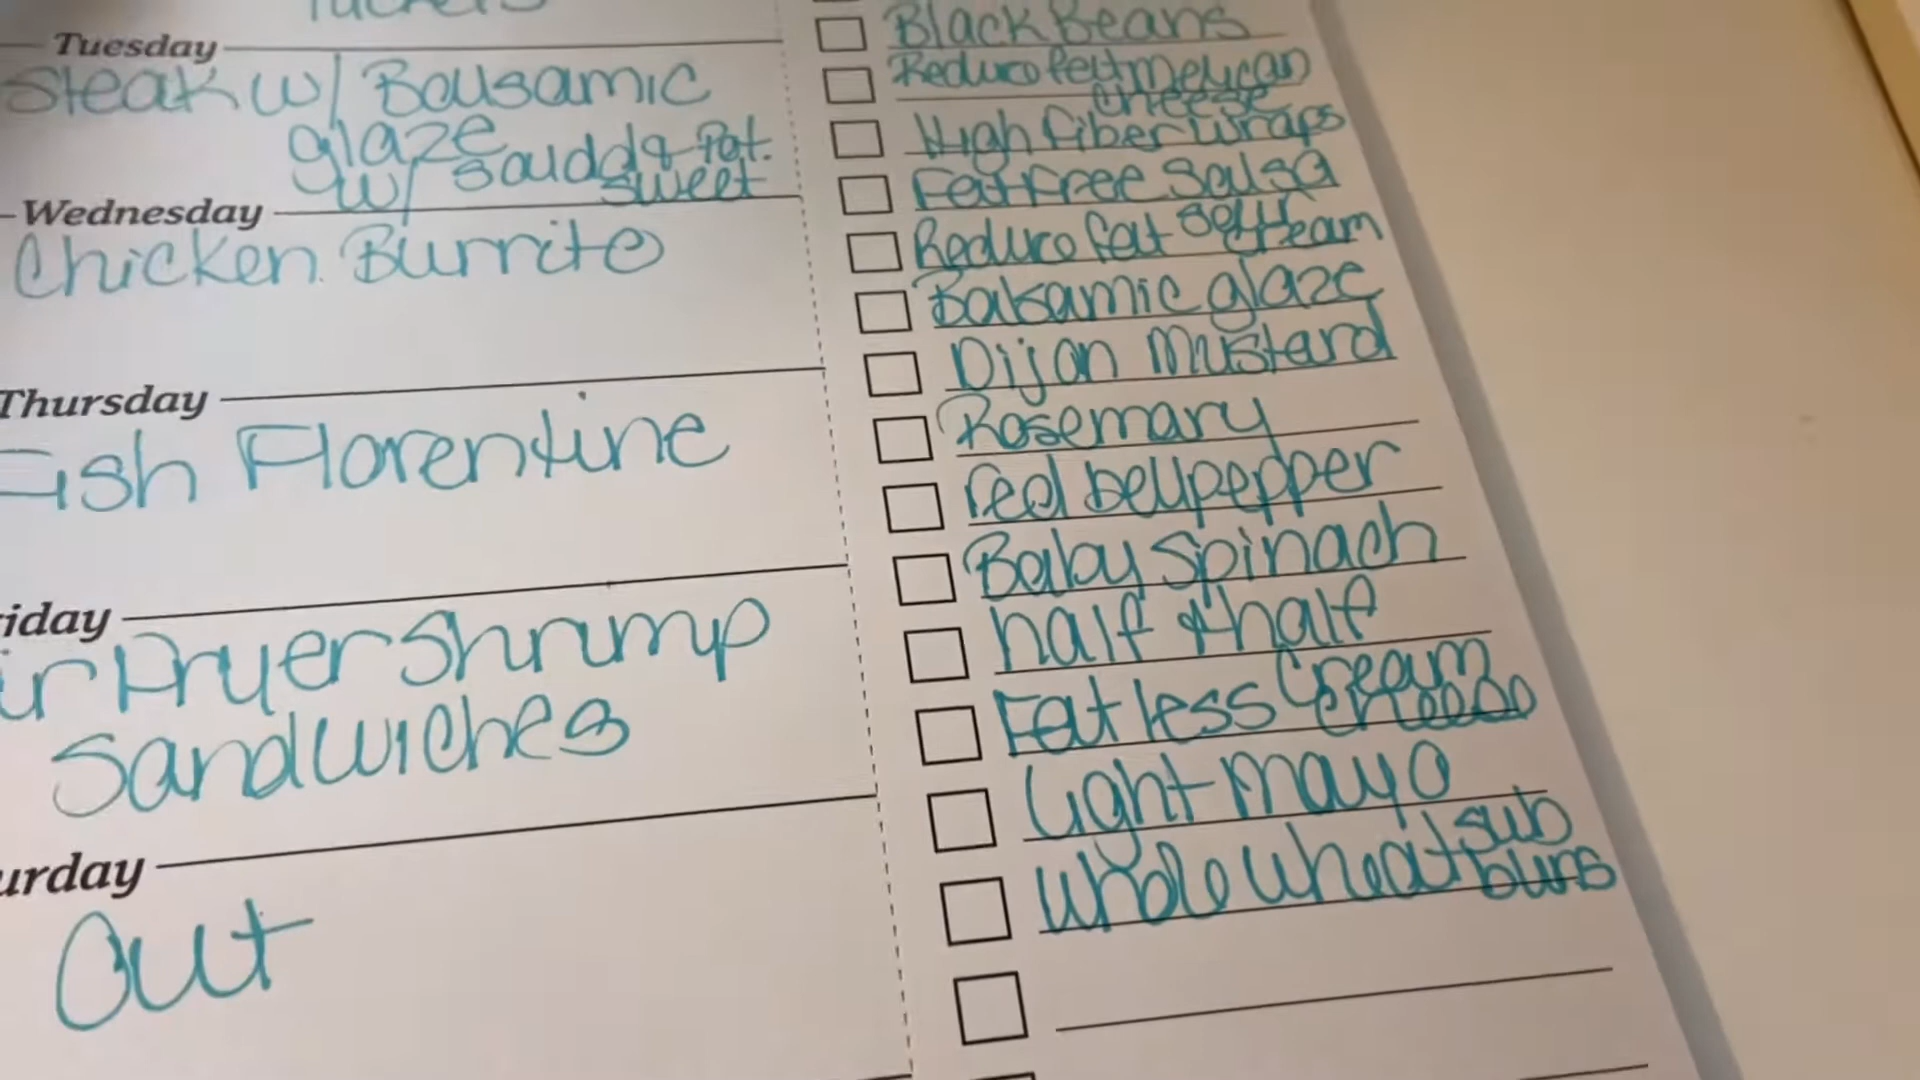 Tuesday
Steak w/ Balsamic
glaze
w/ salad & Pot.
sweet
Wednesday
Chicken Burrito
Thursday
Fish Florentine
iday
ir Fryer Shrimp
Sandwiches
urday
Out
Black Beans
Reduce fat Mexican
cheese
High fiber wraps
Fat Free Salsa
Reduce fat sour
cream
Balsamic glaze
Dijon Mustard
Rosemary
red bell pepper
Baby Spinach
half & half
Fat less Cream
cheese
Light mayo
Whole wheat sub
buns